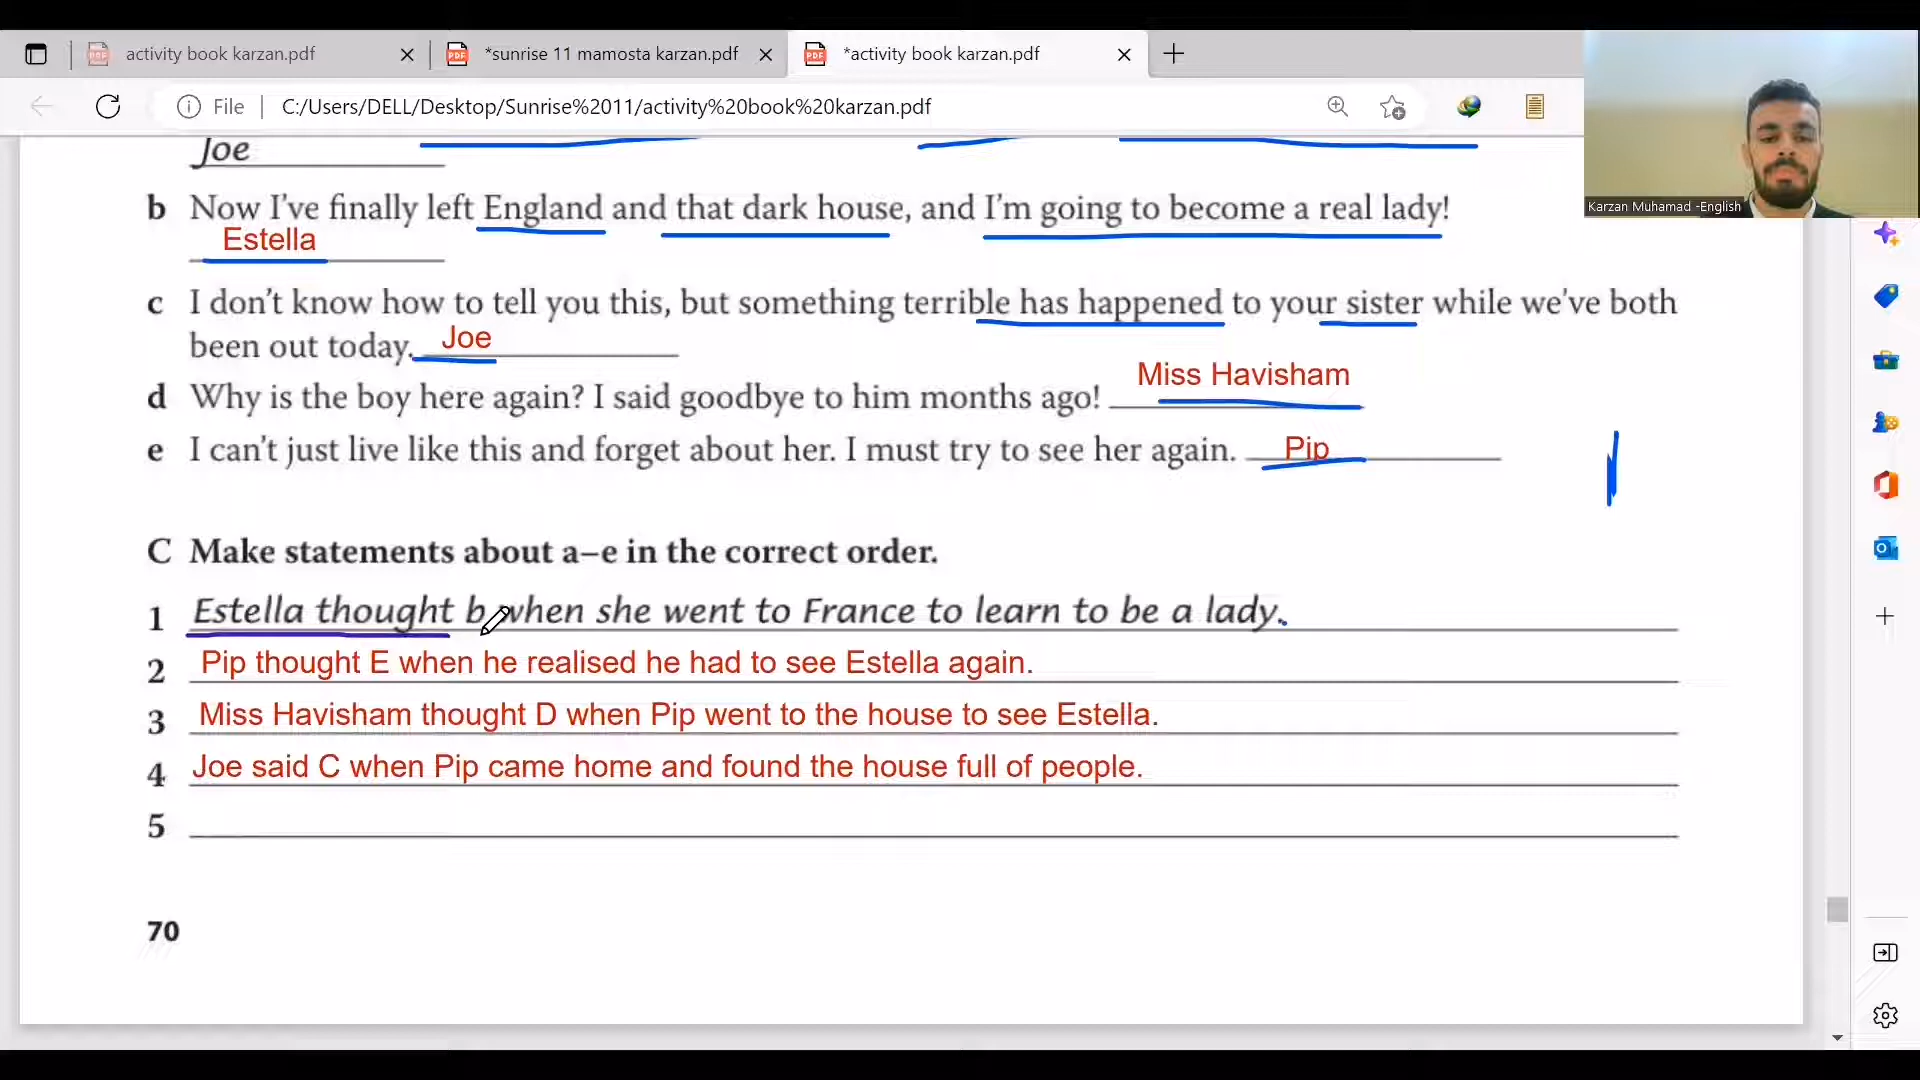 activity book karzan.pdf
*sunrise 11 mamosta karzan.pdf
*activity book karzan.pdf
File
C:/Users/DELL/Desktop/Sunrise%2011/activity%20book%20karzan.pdf
Karzan Muhamad -English
Joe
b Now I've finally left England and that dark house, and I'm going to become a real lady!
Estella
c I don't know how to tell you this, but something terrible has happened to your sister while we've both
been out today. Joe
d Why is the boy here again? I said goodbye to him months ago! Miss Havisham
e I can't just live like this and forget about her. I must try to see her again. Pip
C Make statements about a–e in the correct order.
1 Estella thought b when she went to France to learn to be a lady.
2 Pip thought E when he realised he had to see Estella again.
3 Miss Havisham thought D when Pip went to the house to see Estella.
4 Joe said C when Pip came home and found the house full of people.
5
70